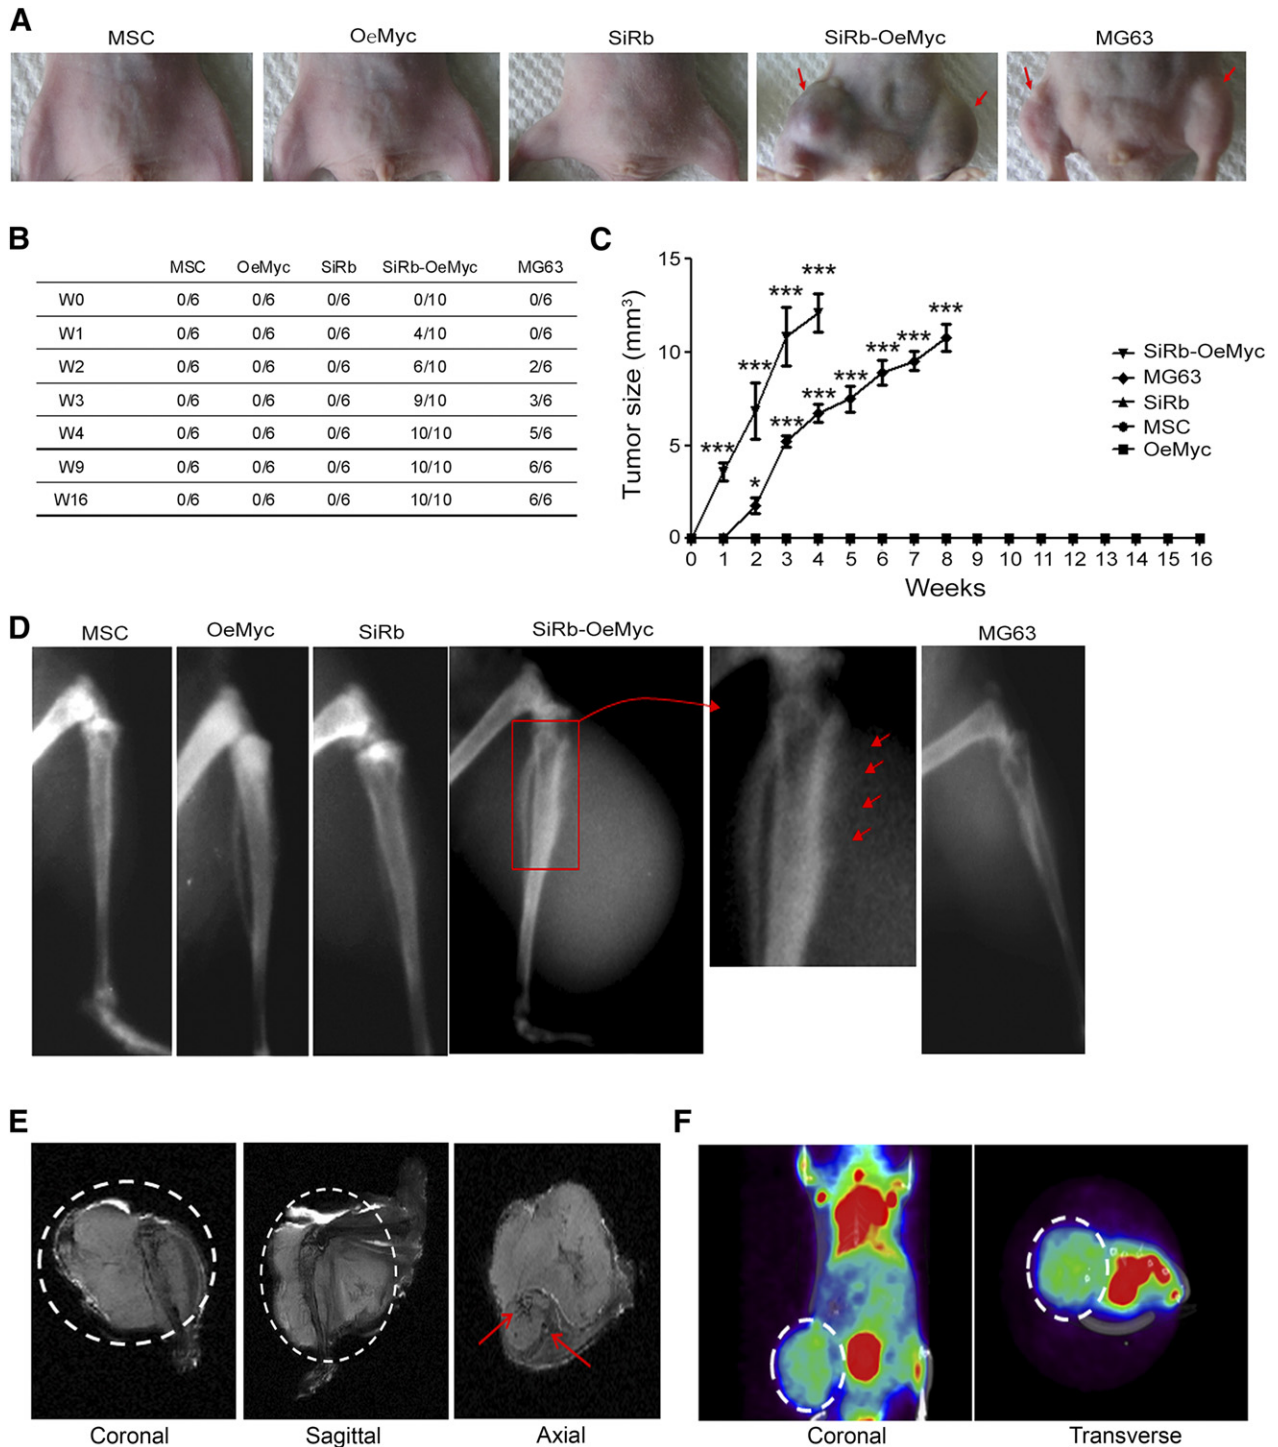 A
MSC OeMyc SiRb SiRb-OeMyc MG63
B
MSC OeMyc SiRb SiRb-OeMyc MG63
W0 0/6 0/6 0/6 0/10 0/6
W1 0/6 0/6 0/6 4/10 0/6
W2 0/6 0/6 0/6 6/10 2/6
W3 0/6 0/6 0/6 9/10 3/6
W4 0/6 0/6 0/6 10/10 5/6
W9 0/6 0/6 0/6 10/10 6/6
W16 0/6 0/6 0/6 10/10 6/6
C
Tumor size (mm³)
15
10
5
0
*** *** *** ***
* *** *** *** *** *** ***
0 1 2 3 4 5 6 7 8 9 10 11 12 13 14 15 16
Weeks
SiRb-OeMyc
MG63
SiRb
MSC
OeMyc
D
MSC OeMyc SiRb SiRb-OeMyc MG63
E
Coronal Sagittal Axial
F
Coronal Transverse